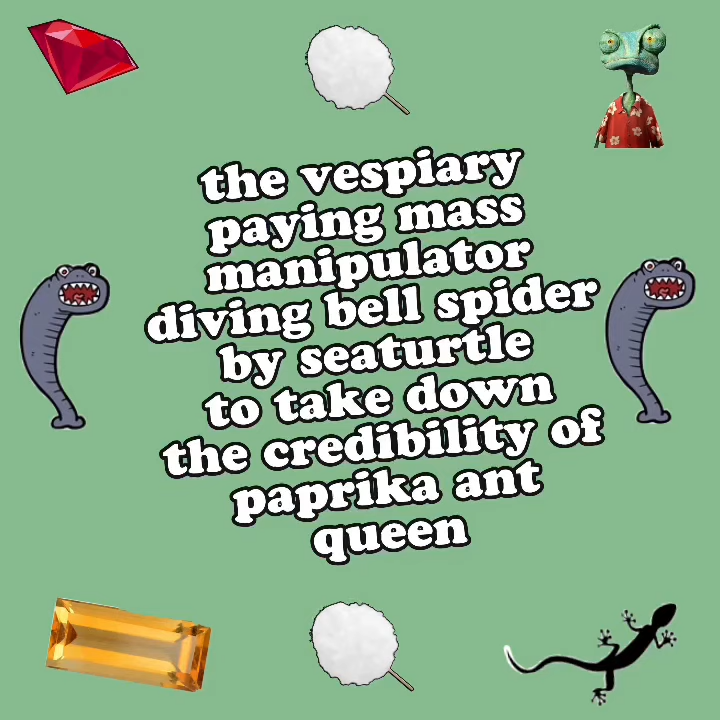 the vespiary
paying mass
manipulator
diving bell spider
by seaturtle
to take down
the credibility of
paprika ant
queen